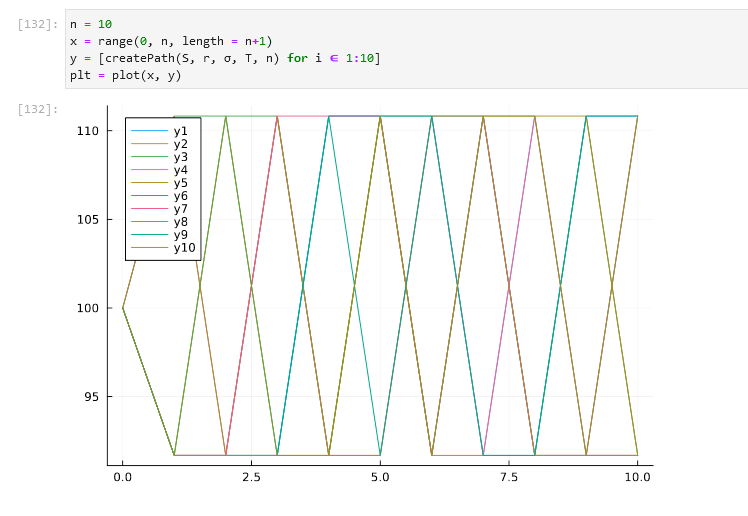 [132]: n = 10
x = range(0, n, length = n+1)
y = [createPath(S, r, σ, T, n) for i ∈ 1:10]
plt = plot(x, y)
[132]:
110
105
100
95
y1
y2
y3
y4
y5
y6
y7
y8
y9
y10
0.0 2.5 5.0 7.5 10.0